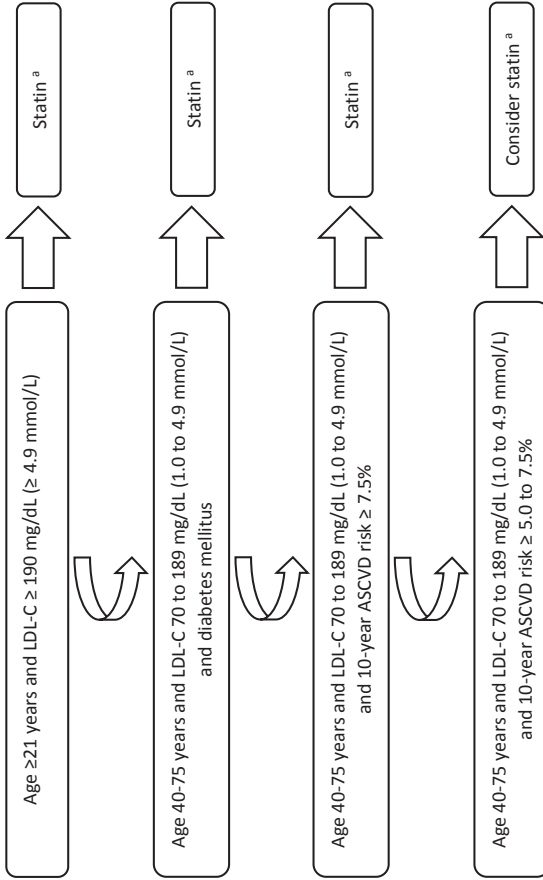 Age ≥21 years and LDL-C ≥ 190 mg/dL (≥ 4.9 mmol/L)
Statin a
Age 40-75 years and LDL-C 70 to 189 mg/dL (1.0 to 4.9 mmol/L)
and diabetes mellitus
Statin a
Age 40-75 years and LDL-C 70 to 189 mg/dL (1.0 to 4.9 mmol/L)
and 10-year ASCVD risk ≥ 7.5%
Statin a
Age 40-75 years and LDL-C 70 to 189 mg/dL (1.0 to 4.9 mmol/L)
and 10-year ASCVD risk ≥ 5.0 to 7.5%
Consider statin a